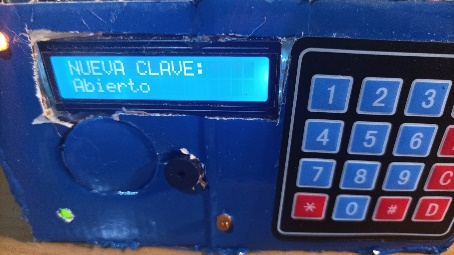 NUEVA CLAVE:
Abierto
1 2 3
4 5 6
7 8 9 C
* 0 # D